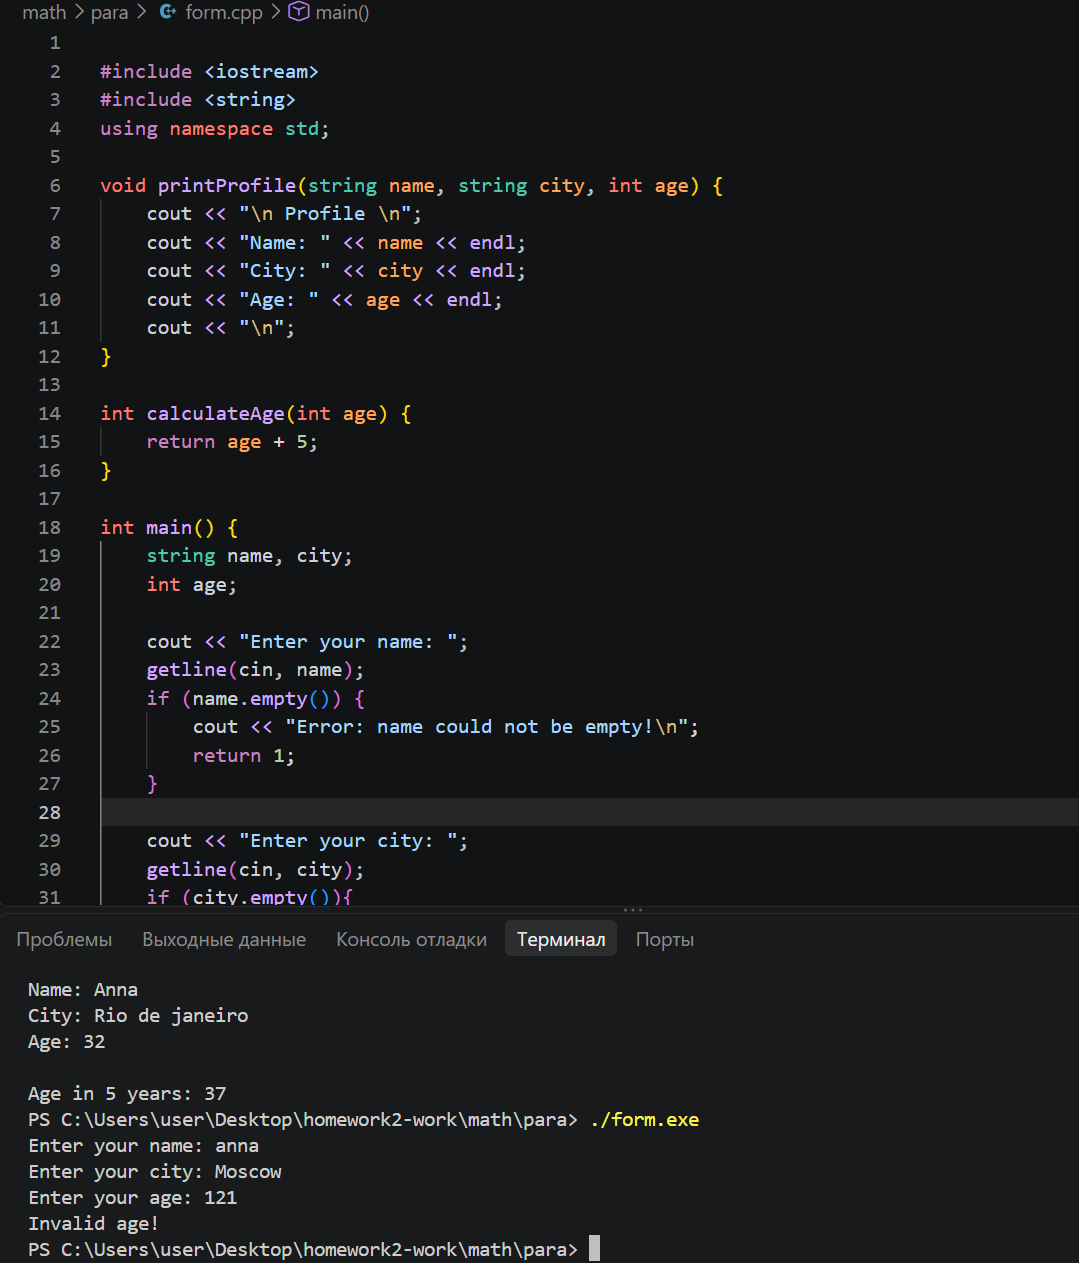 math > para > form.cpp > main()
1
2 #include <iostream>
3 #include <string>
4 using namespace std;
5
6 void printProfile(string name, string city, int age) {
7     cout << "\n Profile \n";
8     cout << "Name: " << name << endl;
9     cout << "City: " << city << endl;
10     cout << "Age: " << age << endl;
11     cout << "\n";
12 }
13
14 int calculateAge(int age) {
15     return age + 5;
16 }
17
18 int main() {
19     string name, city;
20     int age;
21
22     cout << "Enter your name: ";
23     getline(cin, name);
24     if (name.empty()) {
25         cout << "Error: name could not be empty!\n";
26         return 1;
27     }
28
29     cout << "Enter your city: ";
30     getline(cin, city);
31     if (city.empty()){
Проблемы Выходные данные Консоль отладки Терминал Порты
Name: Anna
City: Rio de janeiro
Age: 32
Age in 5 years: 37
PS C:\Users\user\Desktop\homework2-work\math\para> ./form.exe
Enter your name: anna
Enter your city: Moscow
Enter your age: 121
Invalid age!
PS C:\Users\user\Desktop\homework2-work\math\para>